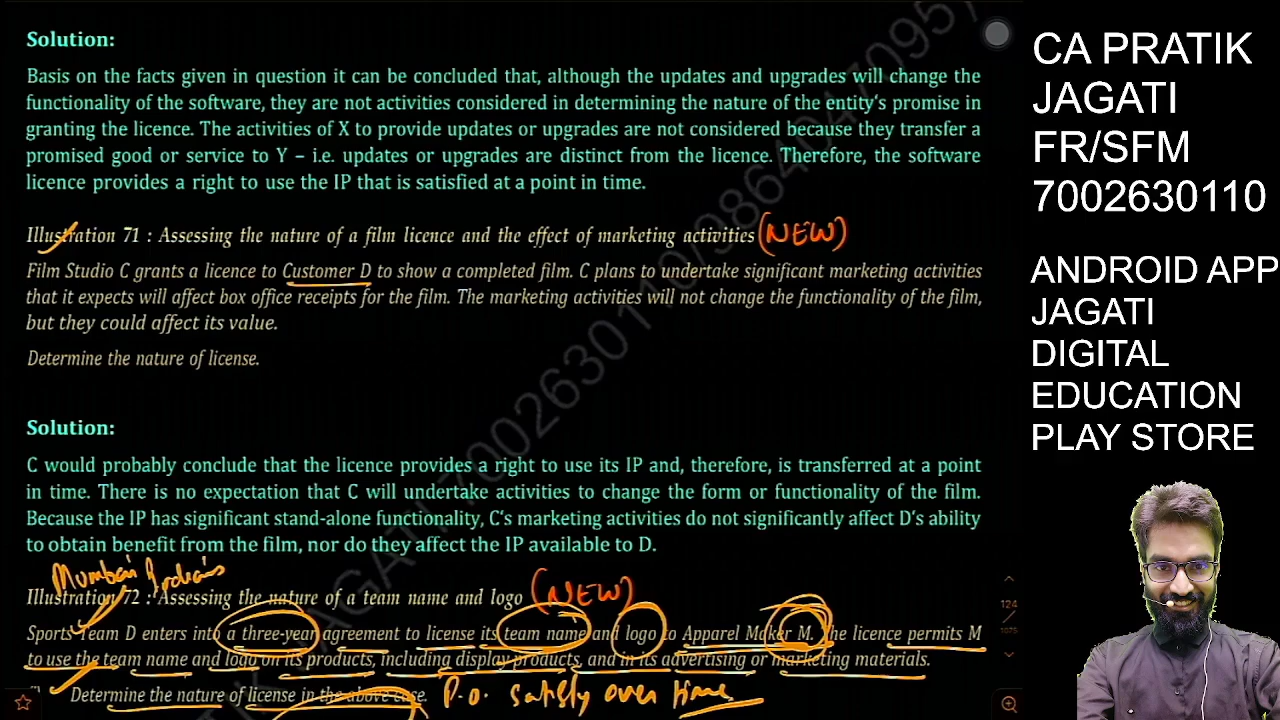 Solution:
Basis on the facts given in question it can be concluded that, although the updates and upgrades will change the
functionality of the software, they are not activities considered in determining the nature of the entity's promise in
granting the licence. The activities of X to provide updates or upgrades are not considered because they transfer a
promised good or service to Y – i.e. updates or upgrades are distinct from the licence. Therefore, the software
licence provides a right to use the IP that is satisfied at a point in time.
Illustration 71 : Assessing the nature of a film licence and the effect of marketing activities (NEW)
Film Studio C grants a licence to Customer D to show a completed film. C plans to undertake significant marketing activities
that it expects will affect box office receipts for the film. The marketing activities will not change the functionality of the film,
but they could affect its value.
Determine the nature of license.
Solution:
C would probably conclude that the licence provides a right to use its IP and, therefore, is transferred at a point
in time. There is no expectation that C will undertake activities to change the form or functionality of the film.
Because the IP has significant stand-alone functionality, C's marketing activities do not significantly affect D's ability
to obtain benefit from the film, nor do they affect the IP available to D.
Mumbai Indians
Illustration 72 : Assessing the nature of a team name and logo (NEW)
Sports Team D enters into a three-year agreement to license its team name and logo to Apparel Maker M. The licence permits M
to use the team name and logo on its products, including display products, and in its advertising or marketing materials.
Determine the nature of license in the above case. P.O. satisfy over time
124
1075
CA PRATIK
JAGATI
FR/SFM
7002630110
ANDROID APP
JAGATI
DIGITAL
EDUCATION
PLAY STORE